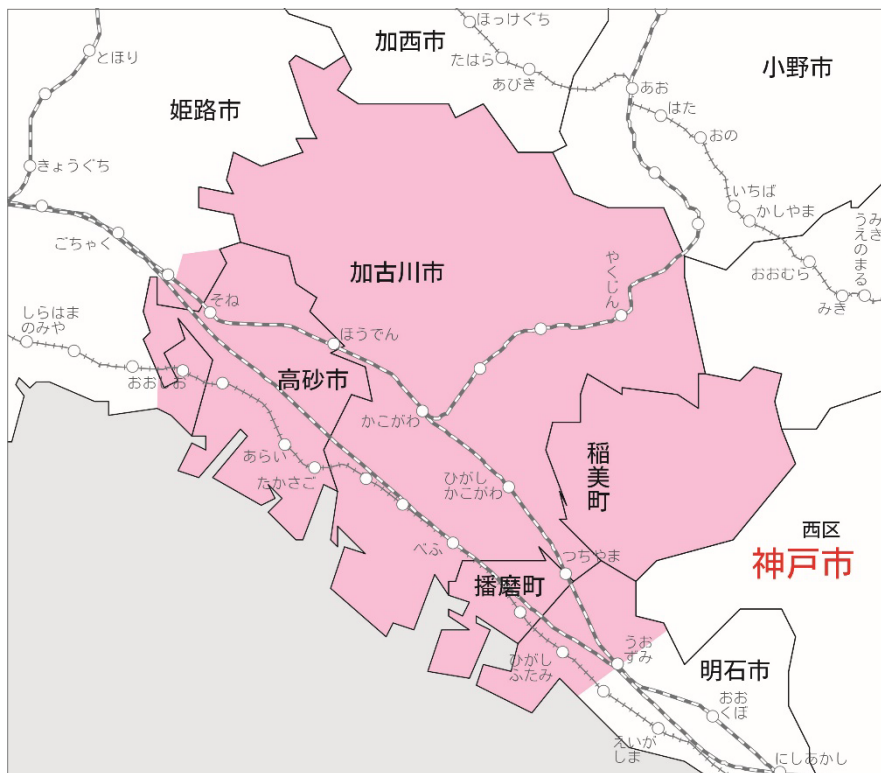 ほっけぐち
加西市
とほり
たはら
あびき
小野市
あお
はた
姫路市
おの
きょうぐち
いちば
かしやま
うえのまる
みき
ごちゃく
やくじん
加古川市
おおむら
みき
そね
しらはま
のみや
ほうでん
おおしお
高砂市
かこがわ
あらい
稲美町
たかさご
ひがし
かこがわ
西区
べふ
つちやま
神戸市
播磨町
うお
ずみ
ひがし
ふたみ
明石市
おお
くぼ
えいが
しま
にしあかし